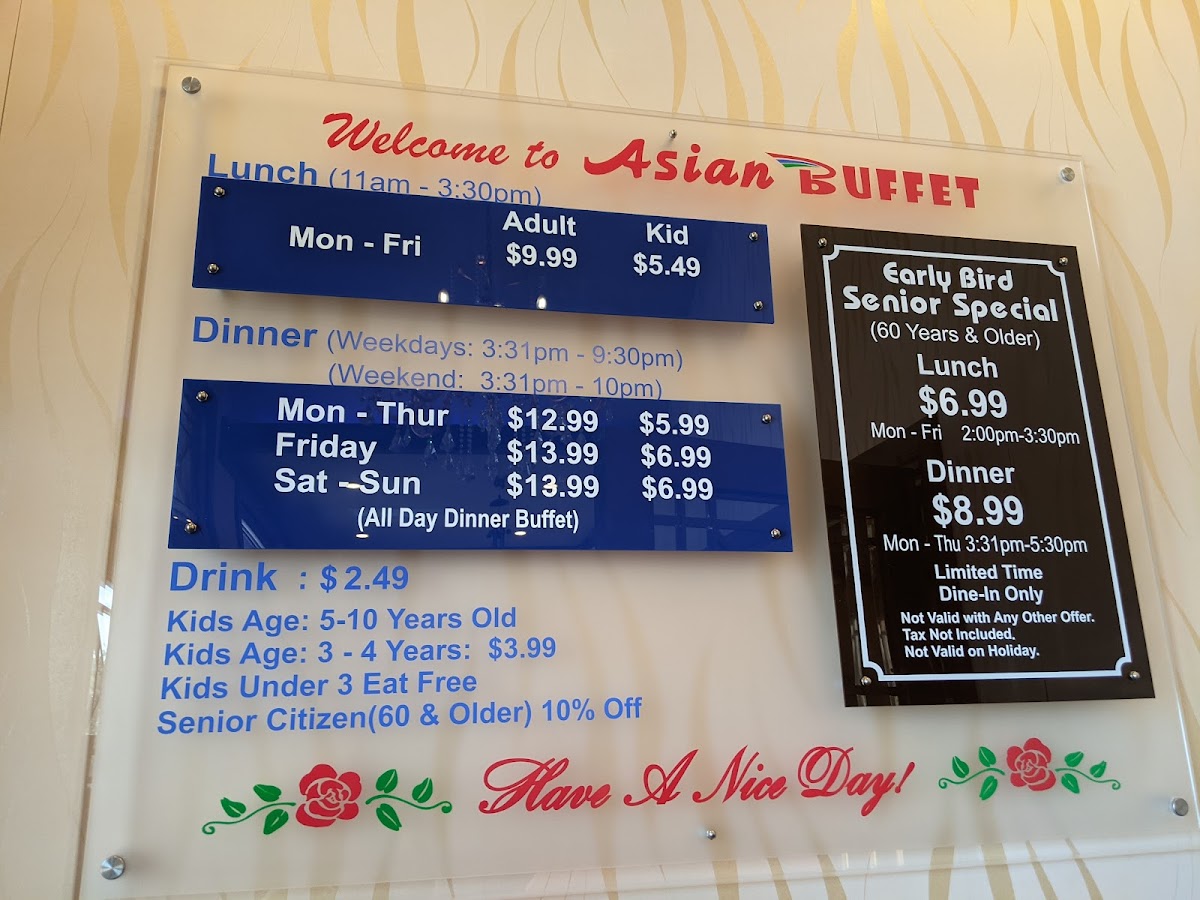 Welcome to Asian BUFFET
Lunch (11am - 3:30pm)
Adult Kid
Mon - Fri $9.99 $5.49
Dinner (Weekdays: 3:31pm - 9:30pm)
(Weekend: 3:31pm - 10pm)
Mon - Thur $12.99 $5.99
Friday $13.99 $6.99
Sat - Sun $13.99 $6.99
(All Day Dinner Buffet)
Drink : $2.49
Kids Age: 5-10 Years Old
Kids Age: 3 - 4 Years: $3.99
Kids Under 3 Eat Free
Senior Citizen(60 & Older) 10% Off
Early Bird
Senior Special
(60 Years & Older)
Lunch
$6.99
Mon - Fri 2:00pm-3:30pm
Dinner
$8.99
Mon - Thu 3:31pm-5:30pm
Limited Time
Dine-In Only
Not Valid with Any Other Offer.
Tax Not Included.
Not Valid on Holiday.
Have A Nice Day!